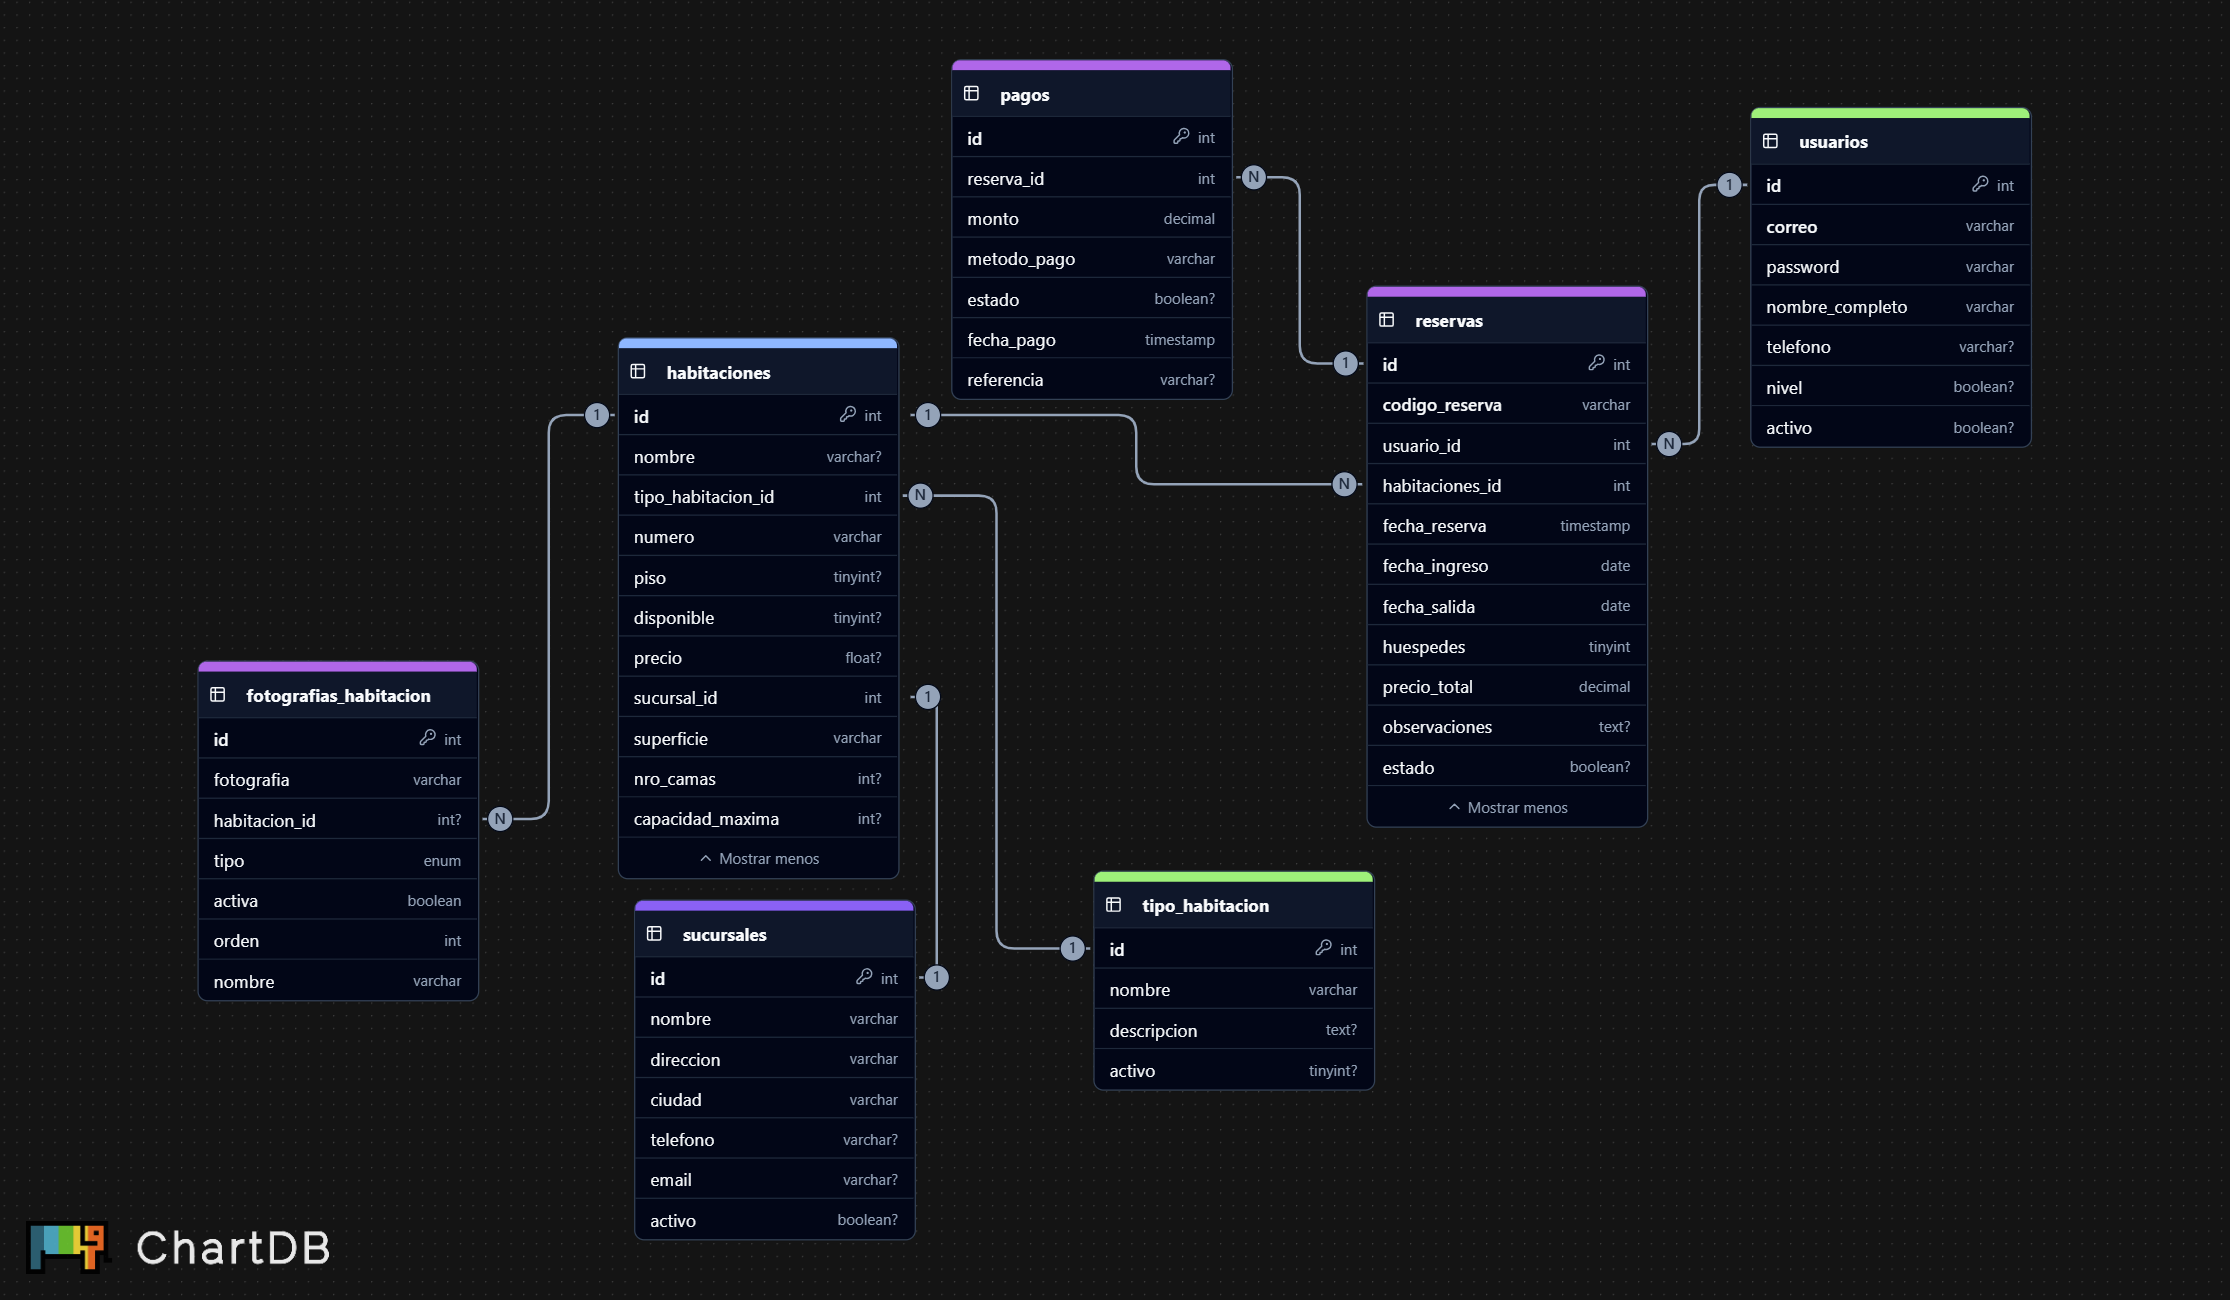 pagos
id int
reserva_id int
monto decimal
metodo_pago varchar
estado boolean?
fecha_pago timestamp
referencia varchar?
usuarios
id int
correo varchar
password varchar
nombre_completo varchar
telefono varchar?
nivel boolean?
activo boolean?
reservas
id int
codigo_reserva varchar
usuario_id int
habitaciones_id int
fecha_reserva timestamp
fecha_ingreso date
fecha_salida date
huespedes tinyint
precio_total decimal
observaciones text?
estado boolean?
Mostrar menos
habitaciones
id int
nombre varchar?
tipo_habitacion_id int
numero varchar
piso tinyint?
disponible tinyint?
precio float?
sucursal_id int
superficie varchar
nro_camas int?
capacidad_maxima int?
Mostrar menos
fotografias_habitacion
id int
fotografia varchar
habitacion_id int?
tipo enum
activa boolean
orden int
nombre varchar
sucursales
id int
nombre varchar
direccion varchar
ciudad varchar
telefono varchar?
email varchar?
activo boolean?
tipo_habitacion
id int
nombre varchar
descripcion text?
activo tinyint?
N
1
1
N
1
N
1
N
1
N
1
1
ChartDB